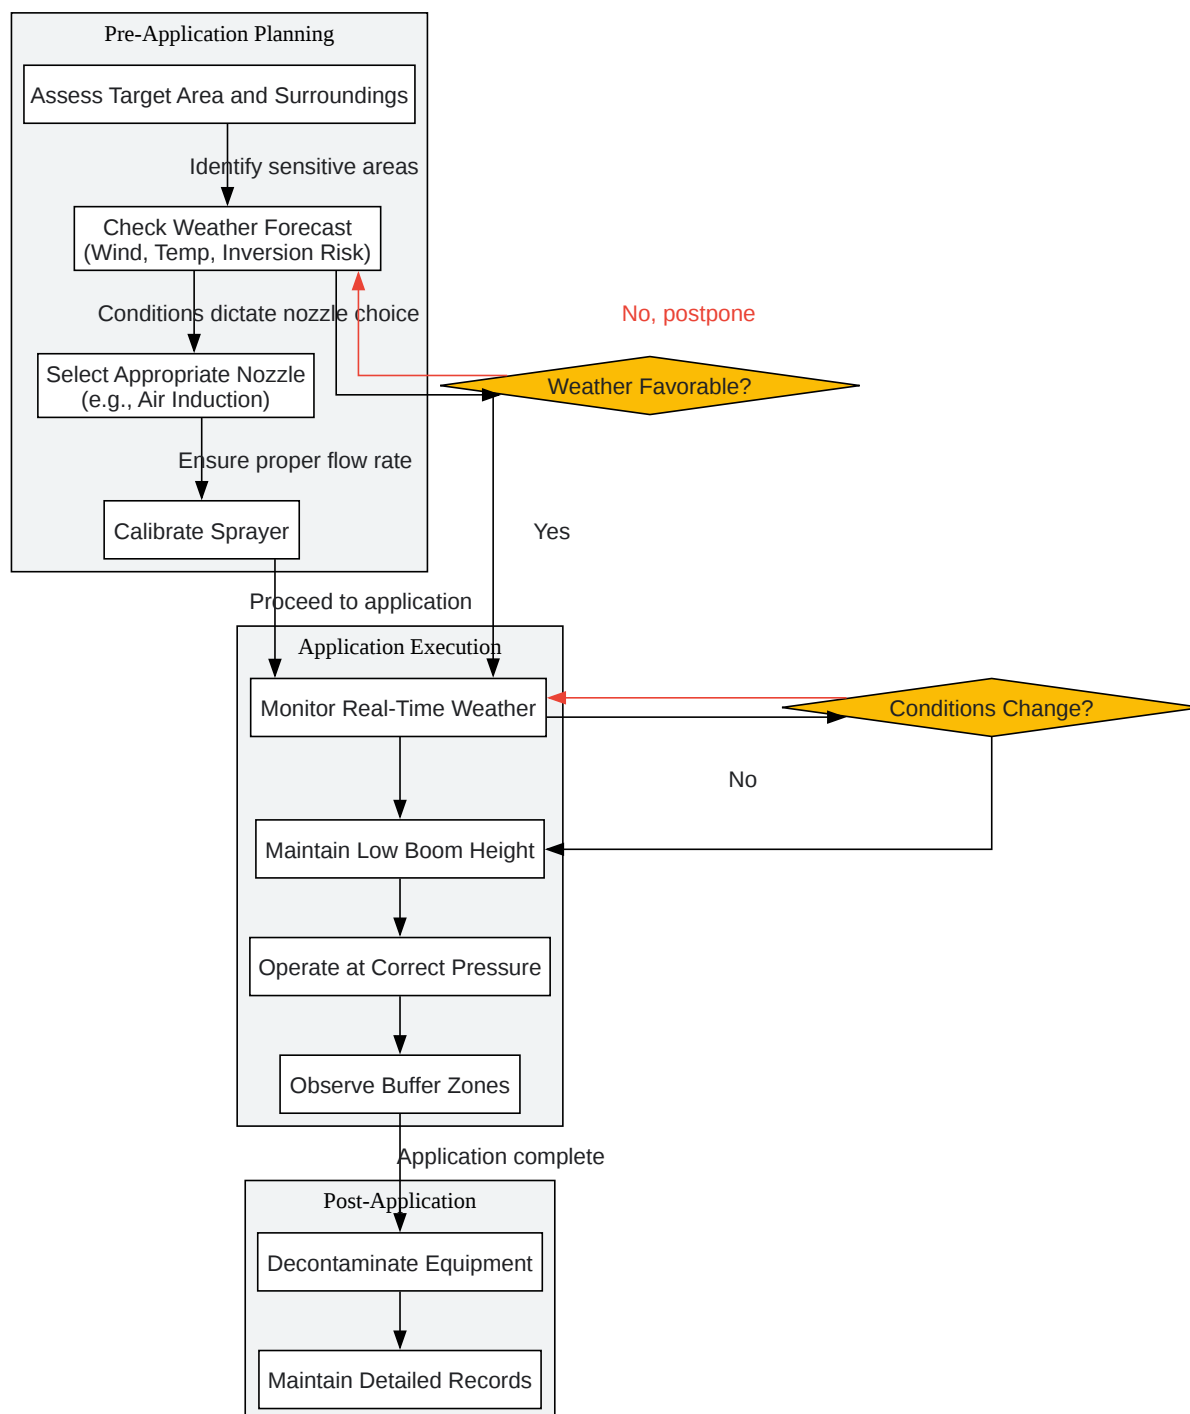 Pre-Application Planning
Assess Target Area and Surroundings
Identify sensitive areas
Check Weather Forecast
(Wind, Temp, Inversion Risk)
Conditions dictate nozzle choice
No, postpone
Select Appropriate Nozzle
(e.g., Air Induction)
Weather Favorable?
Ensure proper flow rate
Calibrate Sprayer
Yes
Proceed to application
Application Execution
Monitor Real-Time Weather
Conditions Change?
No
Maintain Low Boom Height
Operate at Correct Pressure
Observe Buffer Zones
Application complete
Post-Application
Decontaminate Equipment
Maintain Detailed Records